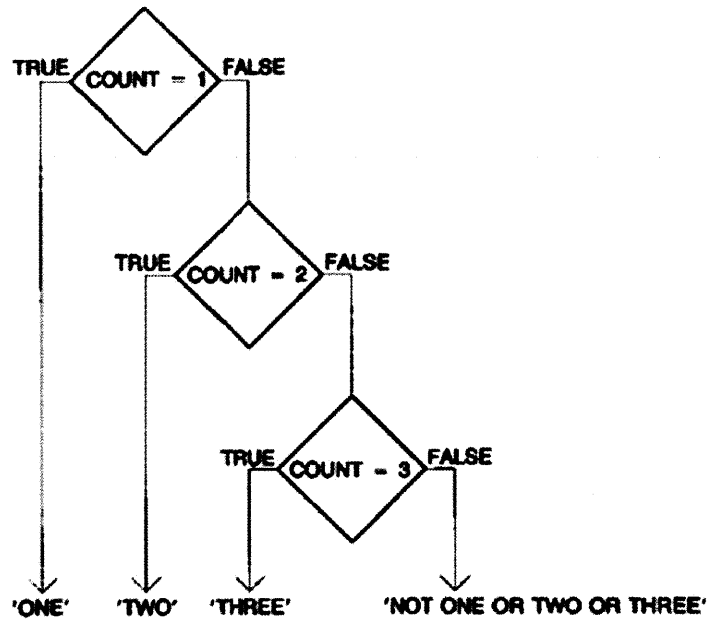 TRUE COUNT = 1 FALSE
TRUE COUNT = 2 FALSE
TRUE COUNT = 3 FALSE
'ONE' 'TWO' 'THREE' 'NOT ONE OR TWO OR THREE'